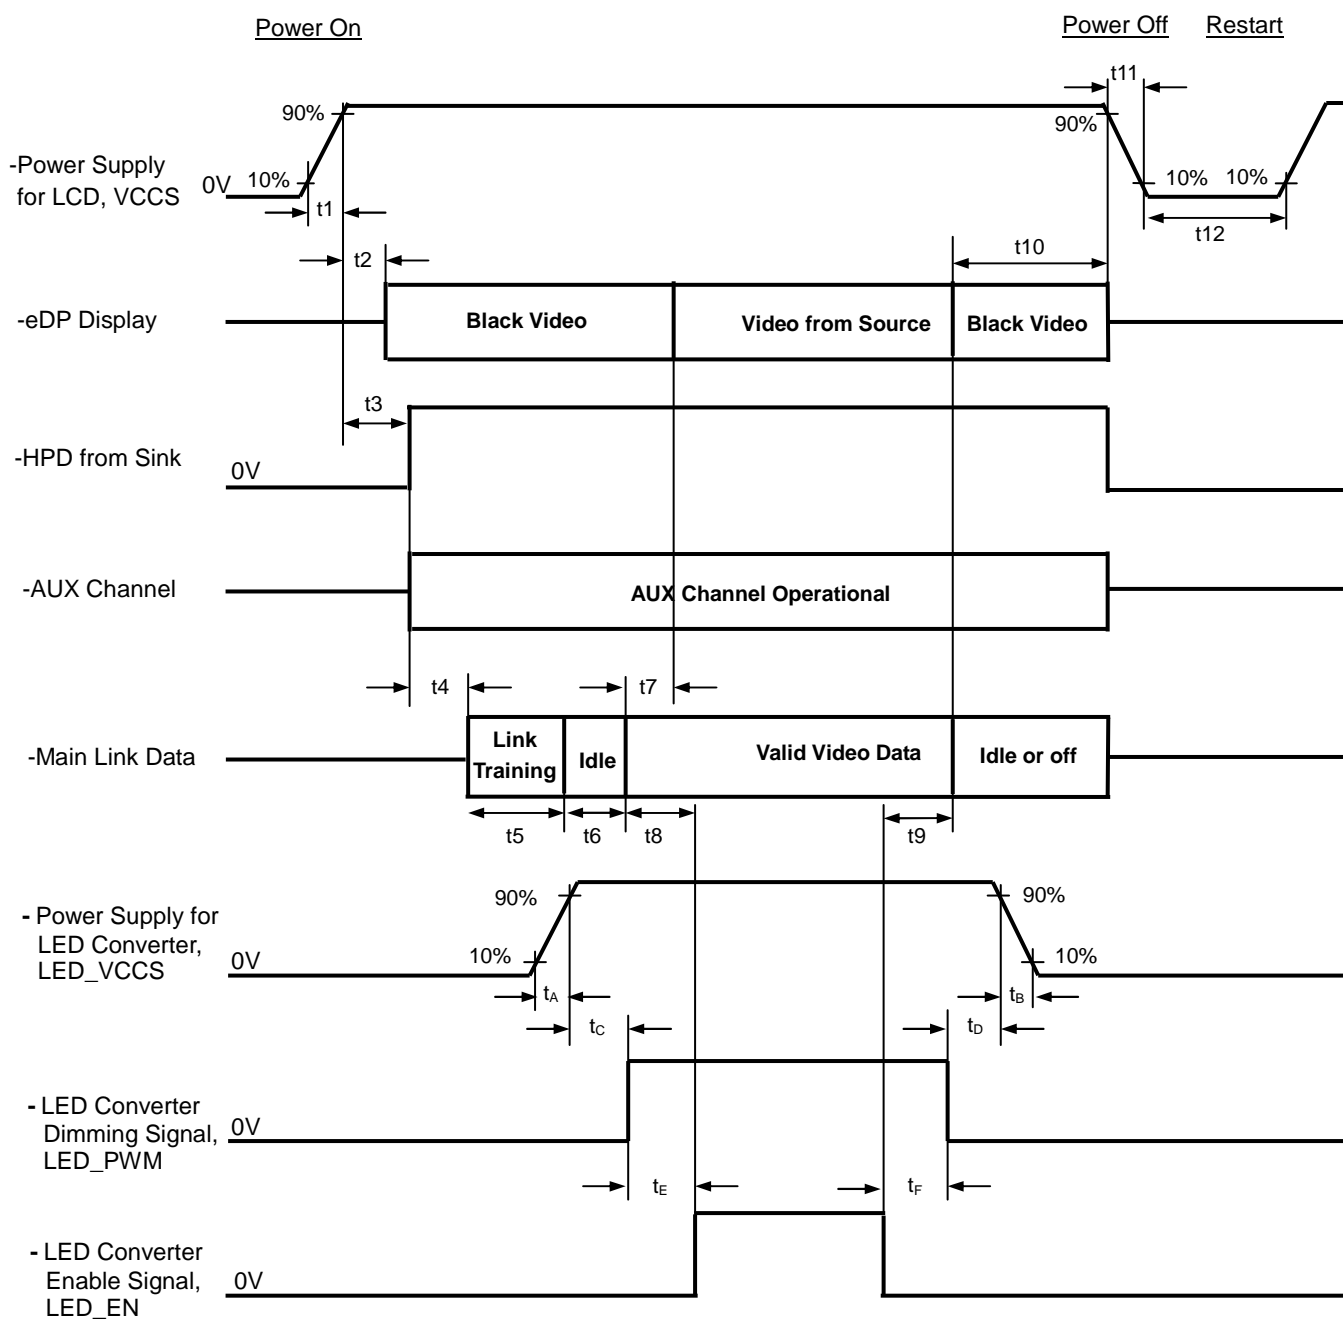 Power On
Power Off
Restart
t11
90%
90%
-Power Supply
for LCD, VCCS
0V
10%
10%
10%
t1
t12
t2
t10
-eDP Display
Black Video
Video from Source
Black Video
t3
-HPD from Sink
0V
-AUX Channel
AUX Channel Operational
t4
t7
-Main Link Data
Link
Training
Idle
Valid Video Data
Idle or off
t5
t6
t8
t9
90%
90%
- Power Supply for
LED Converter,
LED_VCCS
0V
10%
10%
tA
tB
tC
tD
- LED Converter
Dimming Signal,
LED_PWM
0V
tE
tF
- LED Converter
Enable Signal,
LED_EN
0V